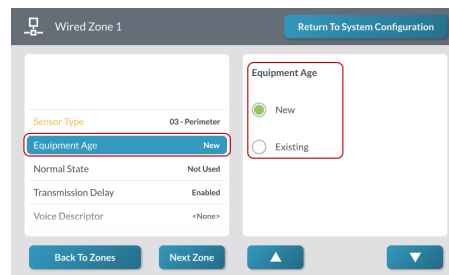 Wired Zone 1
Return To System Configuration
Sensor Type 03 - Perimeter
Equipment Age New
Normal State Not Used
Transmission Delay Enabled
Voice Descriptor <None>
Equipment Age
New
Existing
Back To Zones
Next Zone